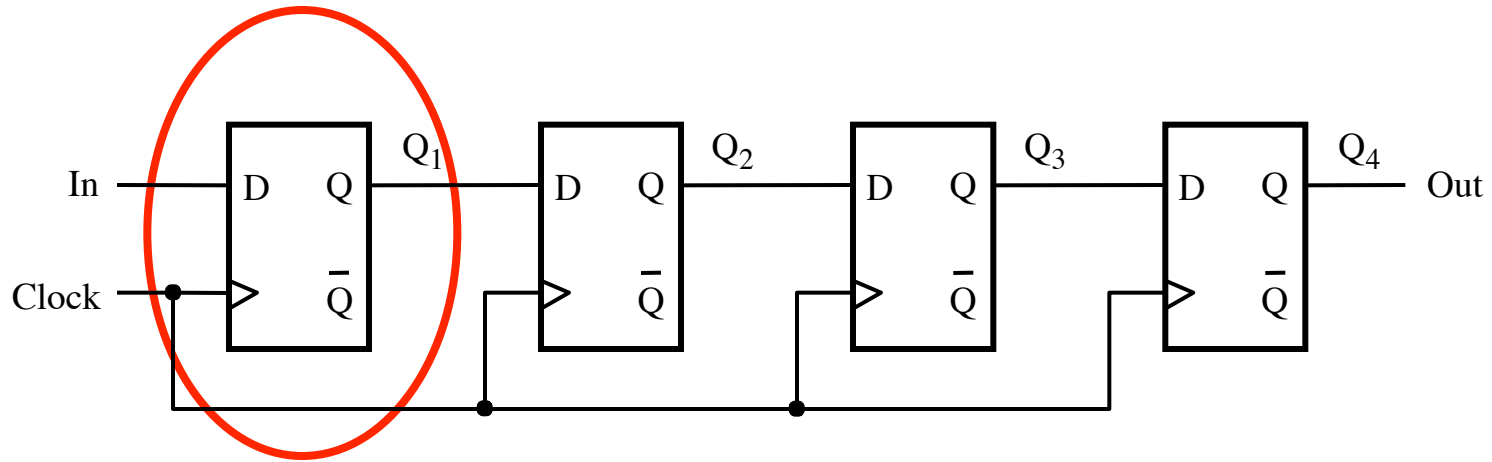 Q₁ Q₂ Q₃ Q₄
In D Q D Q D Q D Q Out
Clock Q̅ Q̅ Q̅ Q̅